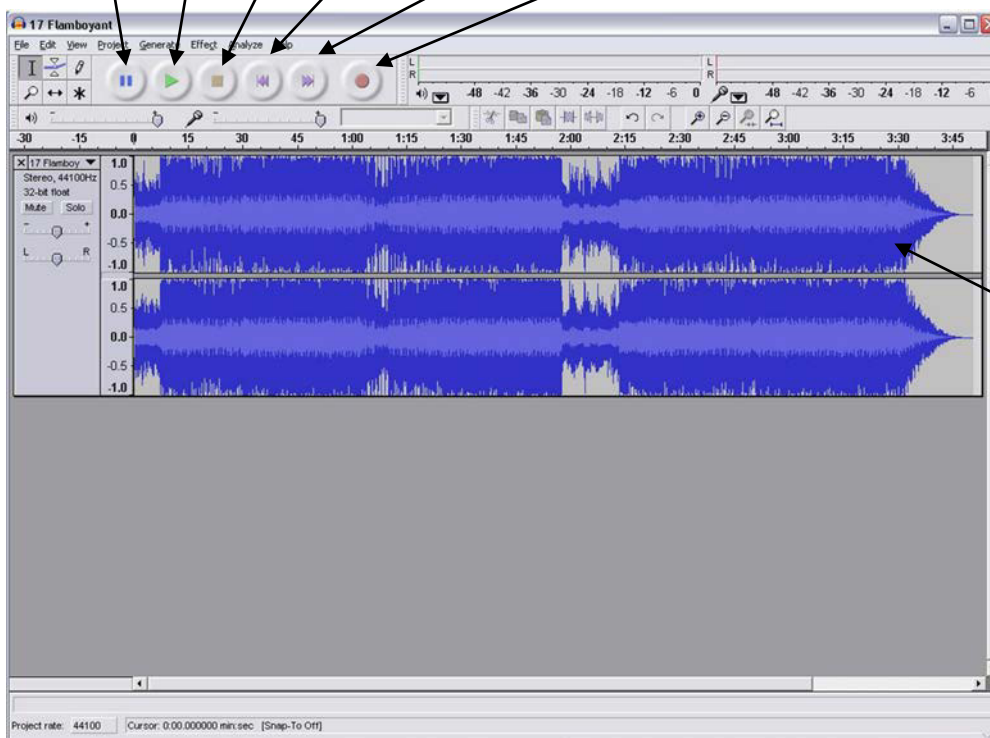 17 Flamboyant
File Edit View Project Generate Effect Analyze
L
R
-48 -42 -36 -30 -24 -18 -12 -6 0
L
R
-48 -42 -36 -30 -24 -18 -12 -6
-30 -15 0 15 30 45 1:00 1:15 1:30 1:45 2:00 2:15 2:30 2:45 3:00 3:15 3:30 3:45
17 Flamboy
Stereo, 44100Hz
32-bit float
Mute Solo
- +
L R
1.0
0.5
0.0
-0.5
-1.0
1.0
0.5
0.0
-0.5
-1.0
Project rate: 44100 Cursor: 0:00.000000 min:sec [Snap-To Off]